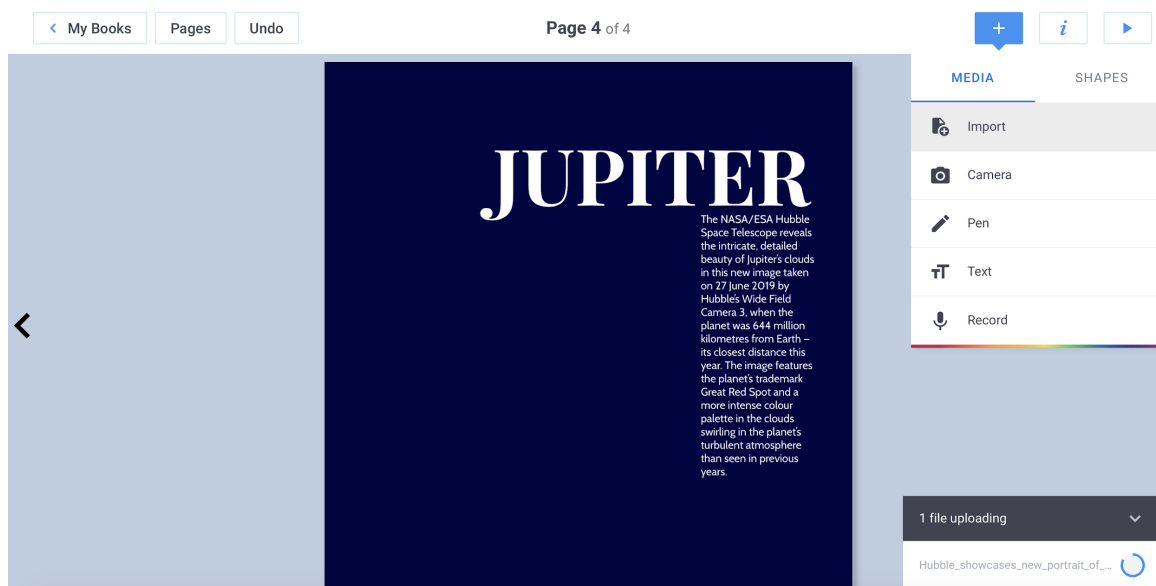 My Books
Pages
Undo
Page 4 of 4
i
MEDIA
SHAPES
Import
Camera
Pen
Text
Record
JUPITER
The NASA/ESA Hubble
Space Telescope reveals
the intricate, detailed
beauty of Jupiter's clouds
in this new image taken
on 27 June 2019 by
Hubble's Wide Field
Camera 3, when the
planet was 644 million
kilometres from Earth –
its closest distance this
year. The image features
the planet's trademark
Great Red Spot and a
more intense colour
palette in the clouds
swirling in the planet's
turbulent atmosphere
than seen in previous
years.
1 file uploading
Hubble_showcases_new_portrait_of_...